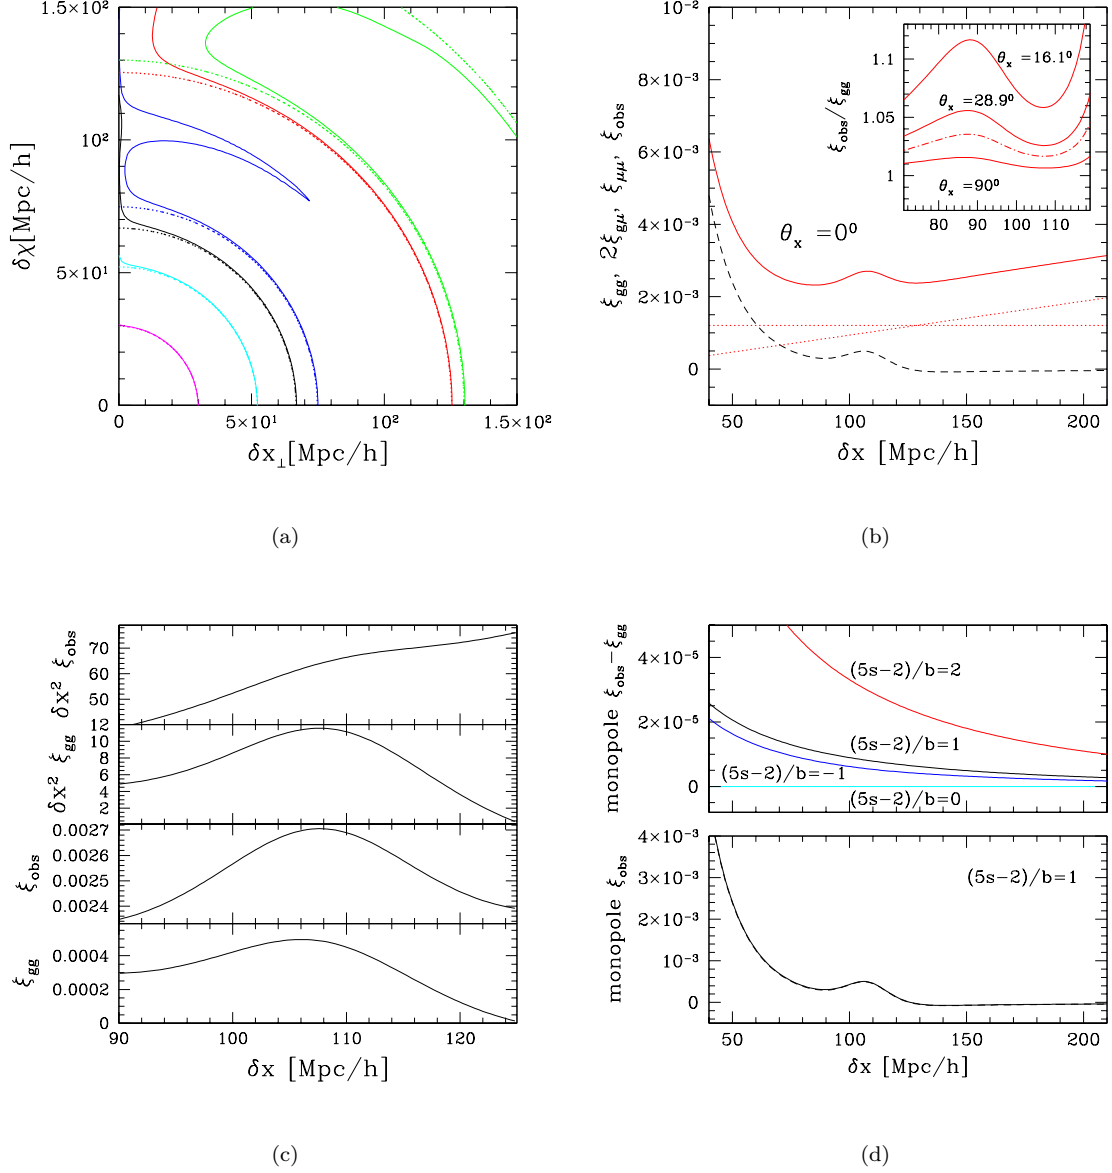 1.5×10²
10²
5×10¹
0
δχ[Mpc/h]
0
5×10¹
10²
1.5×10²
δx⊥[Mpc/h]
(a)
10⁻²
8×10⁻³
6×10⁻³
4×10⁻³
2×10⁻³
0
ξgg, 2ξgμ, ξμμ, ξobs
θx =0⁰
1.1
1.05
1
ξobs/ξgg
θx =16.1⁰
θx =28.9⁰
θx =90⁰
80
90
100
110
50
100
150
200
δx [Mpc/h]
(b)
70
60
50
δx² ξobs
12
10
8
6
4
2
δx² ξgg
0.0027
0.0026
0.0025
0.0024
ξobs
0.0004
0.0002
0
ξgg
90
100
110
120
δx [Mpc/h]
(c)
4×10⁻⁵
2×10⁻⁵
0
monopole ξobs−ξgg
(5s−2)/b=2
(5s−2)/b=1
(5s−2)/b=−1
(5s−2)/b=0
4×10⁻³
3×10⁻³
2×10⁻³
10⁻³
0
monopole ξobs
(5s−2)/b=1
50
100
150
200
δx [Mpc/h]
(d)